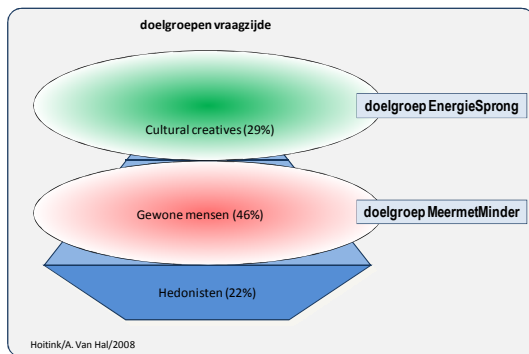 doelgroepen vraagzijde
doelgroep EnergieSprong
Cultural creatives (29%)
Gewone mensen (46%)
doelgroep MeermetMinder
Hedonisten (22%)
Hoitink/A. Van Hal/2008